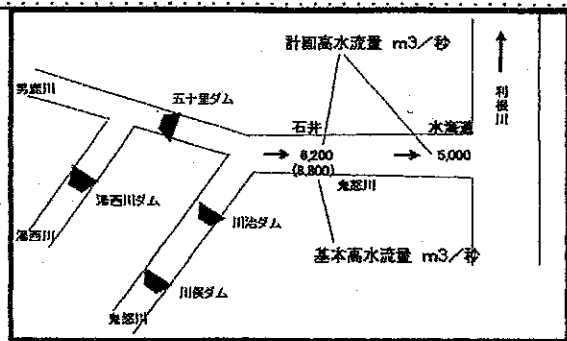 計画高水流量 m3/秒
男鹿川
五十里ダム
石井
水海道
利根川
6,200
(8,800)
5,000
鬼怒川
湯西川ダム
川治ダム
湯西川
基本高水流量 m3/秒
川俣ダム
鬼怒川